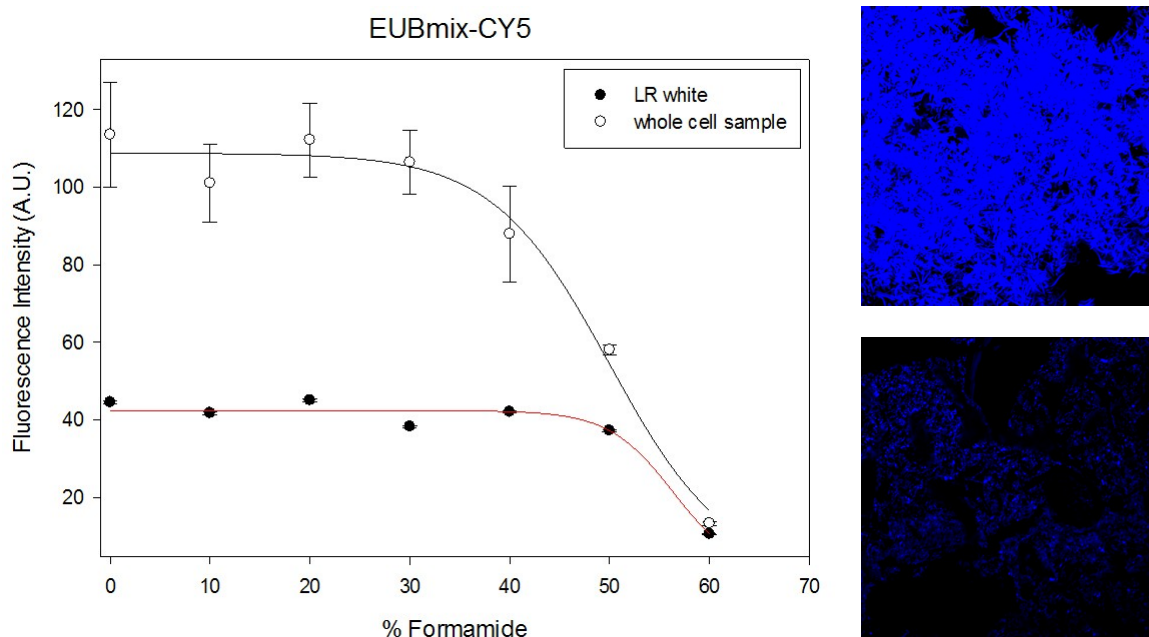 EUBmix-CY5
Fluorescence Intensity (A.U.)
120
100
80
60
40
20
LR white
whole cell sample
0 10 20 30 40 50 60 70
% Formamide